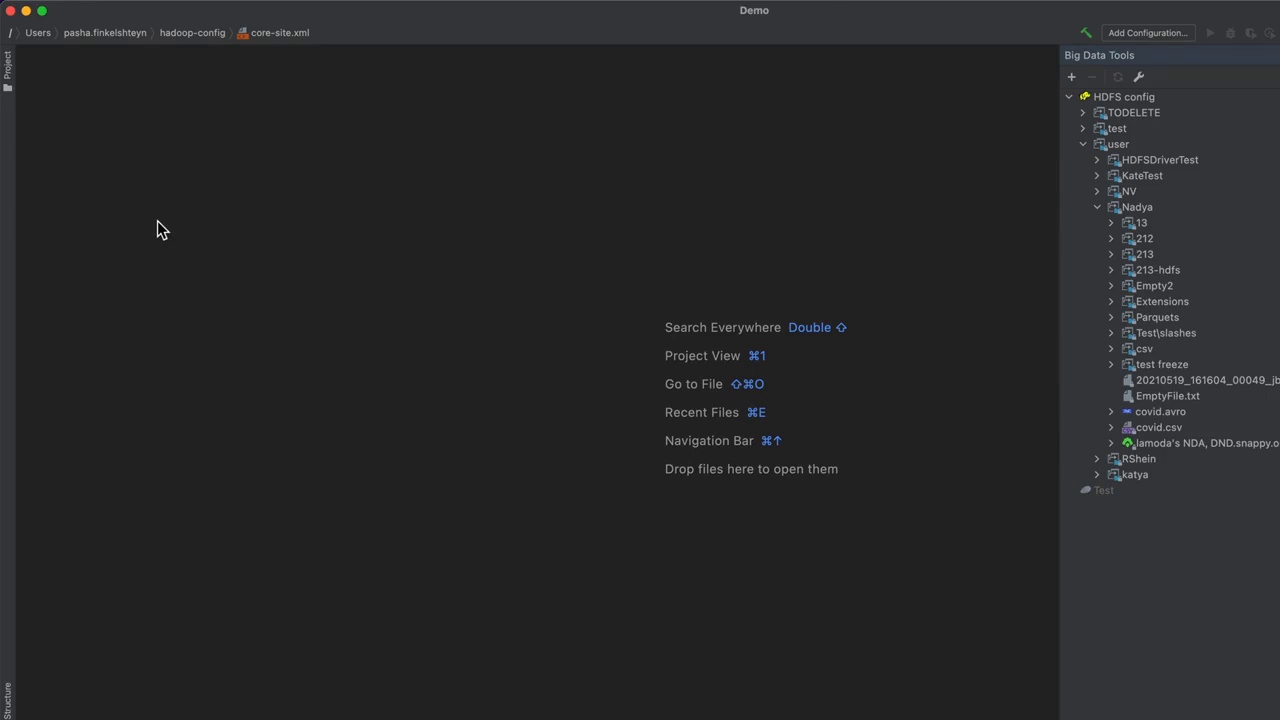 Demo
/ Users pasha.finkelshteyn hadoop-config core-site.xml
Add Configuration...
Project
Structure
Search Everywhere Double ⇧
Project View ⌘1
Go to File ⇧⌘O
Recent Files ⌘E
Navigation Bar ⌘↑
Drop files here to open them
Big Data Tools
HDFS config
TODELETE
test
user
HDFSDriverTest
KateTest
NV
Nadya
13
212
213
213-hdfs
Empty2
Extensions
Parquets
Test\slashes
csv
test freeze
20210519_161604_00049_jb
EmptyFile.txt
covid.avro
covid.csv
lamoda's NDA, DND.snappy.o
RShein
katya
Test